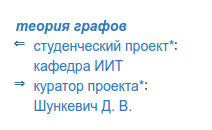 теория графов
⇐ студенческий проект*:
кафедра ИИТ
⇒ куратор проекта*:
Шункевич Д. В.